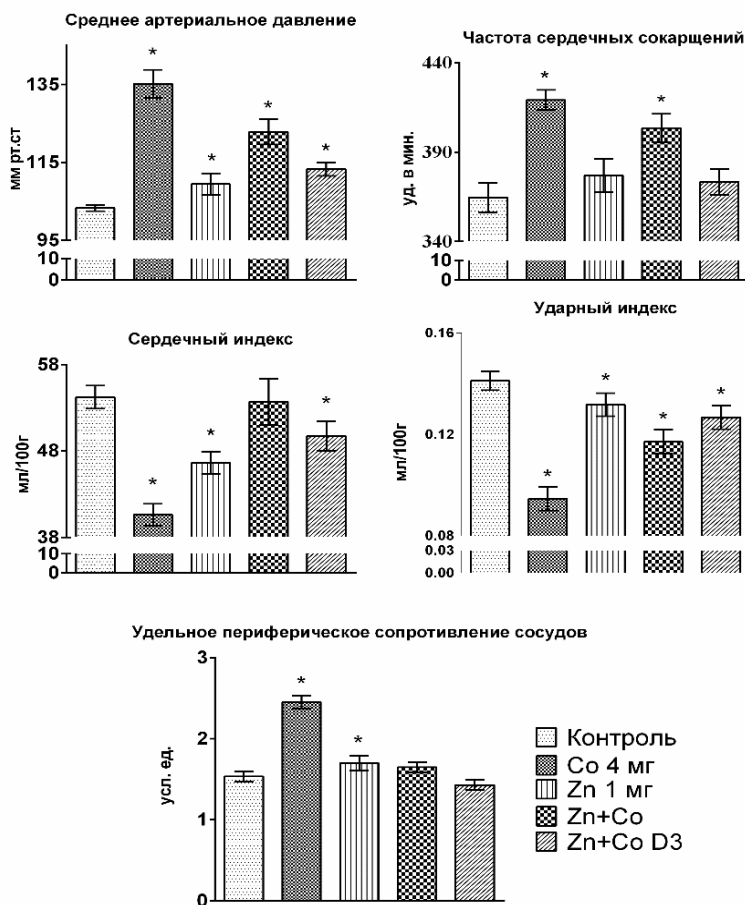 Среднее артериальное давление
мм рт.ст
135
115
95
10
0
*
*
*
*
Частота сердечных сокарщений
уд. в мин.
440
390
340
10
0
*
*
Сердечный индекс
мл/100г
58
48
38
10
0
*
*
*
Ударный индекс
мл/100г
0.16
0.12
0.08
0.03
0.00
*
*
*
*
Удельное периферическое сопротивление сосудов
усл. ед.
3
2
1
0
*
*
Контроль
Co 4 мг
Zn 1 мг
Zn+Co
Zn+Co D3